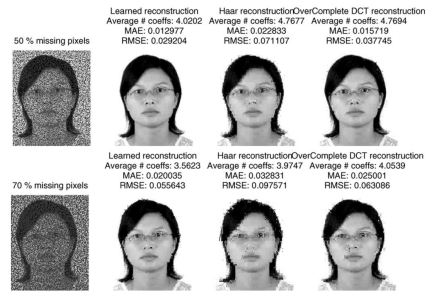 Learned reconstruction
Average # coeffs: 4.0202
MAE: 0.012977
RMSE: 0.029204
Haar reconstruction
Average # coeffs: 4.7677
MAE: 0.022833
RMSE: 0.071107
OverComplete DCT reconstruction
Average # coeffs: 4.7694
MAE: 0.015719
RMSE: 0.037745
50 % missing pixels
Learned reconstruction
Average # coeffs: 3.5623
MAE: 0.020035
RMSE: 0.055643
Haar reconstruction
Average # coeffs: 3.9747
MAE: 0.032831
RMSE: 0.097571
OverComplete DCT reconstruction
Average # coeffs: 4.0539
MAE: 0.025001
RMSE: 0.063086
70 % missing pixels